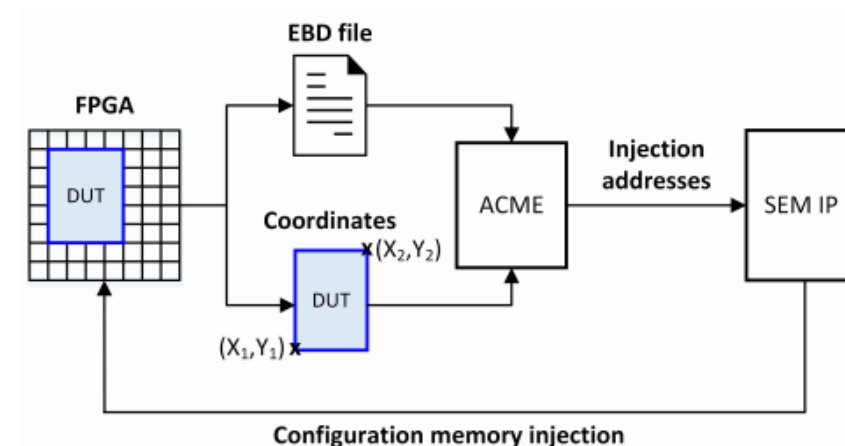 EBD file
FPGA
DUT
Coordinates
(X₂,Y₂)
DUT
(X₁,Y₁)
ACME
Injection
addresses
SEM IP
Configuration memory injection